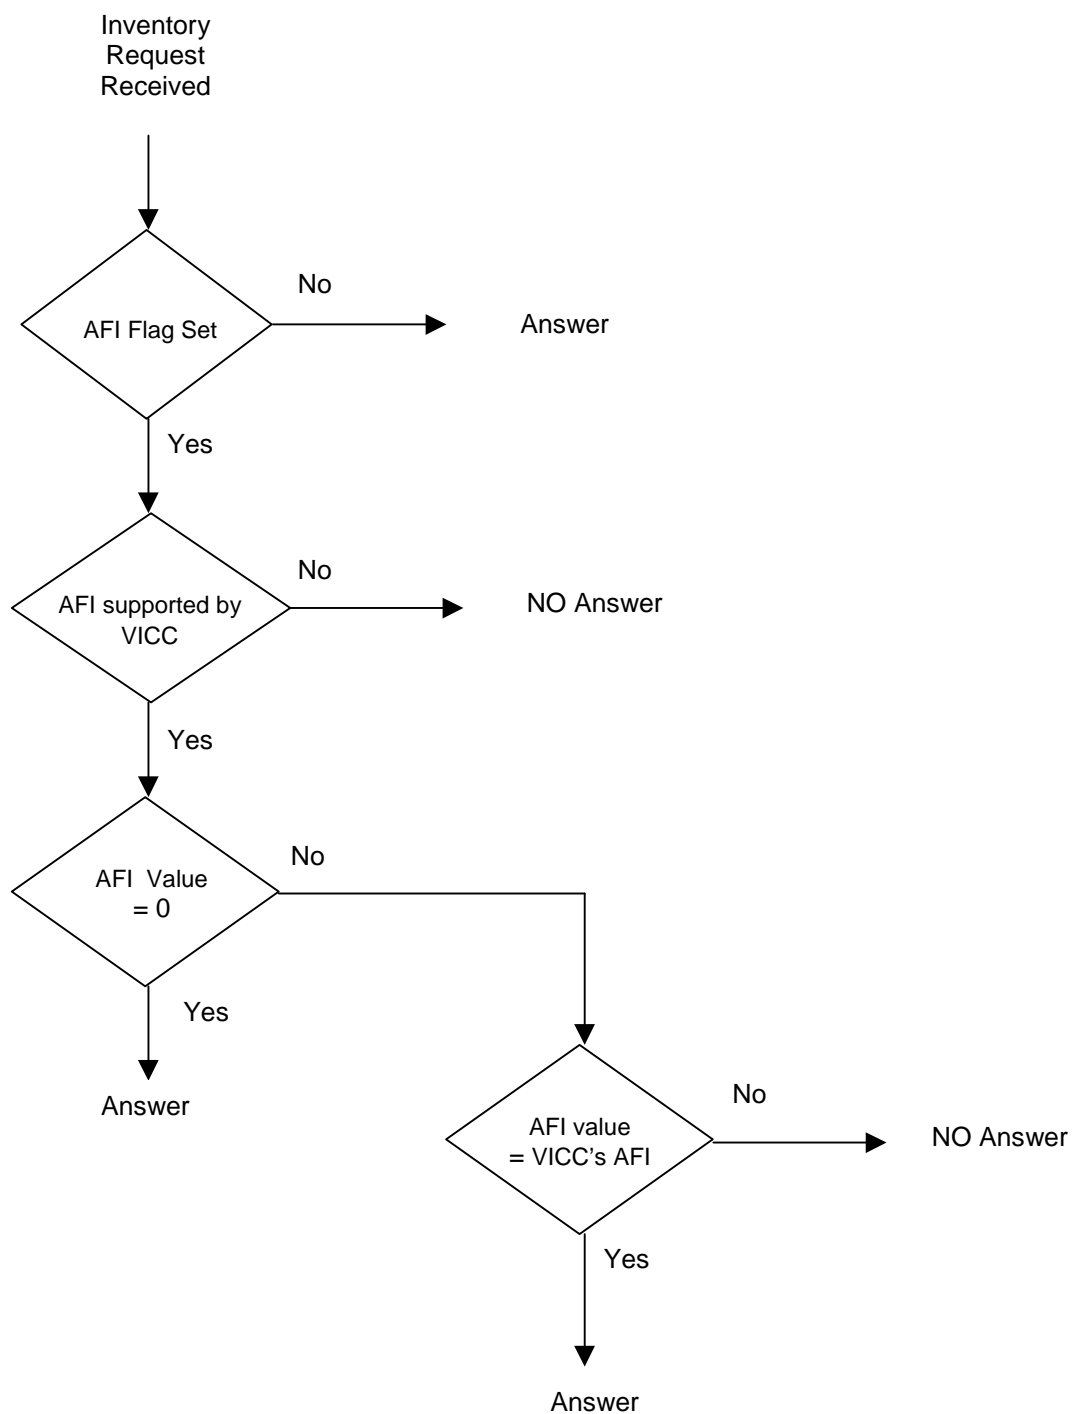 Inventory
Request
Received
No
AFI Flag Set
Answer
Yes
No
AFI supported by
VICC
NO Answer
Yes
No
AFI Value
= 0
Yes
Answer
No
AFI value
= VICC's AFI
NO Answer
Yes
Answer